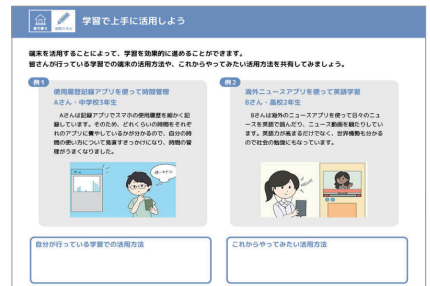 学習で上手に活用しよう
端末を活用することによって、学習を効果的に進めることができます。
皆さんが行っている学習での端末の活用方法や、これからやってみたい活用方法を共有してみましょう。
例1
使用履歴記録アプリを使って時間管理
Aさん・中学校3年生
Aさんは記録アプリでスマホの使用履歴を細かく記
録しています。そのため、どれくらいの時間をそれぞ
れのアプリに費やしているかが分かるので、自分の時
間の使い方について見直すきっかけになり、時間の管
理がうまくなりました。
例2
海外ニュースアプリを使って英語学習
Bさん・高校2年生
Bさんは海外のニュースアプリを使って日々のニュ
ースを英語で読んだり、ニュース動画を観たりしてい
ます。英語力が高まるだけでなく、世界情勢も分かる
ので社会の勉強にもなっています。
自分が行っている学習での活用方法
これからやってみたい活用方法